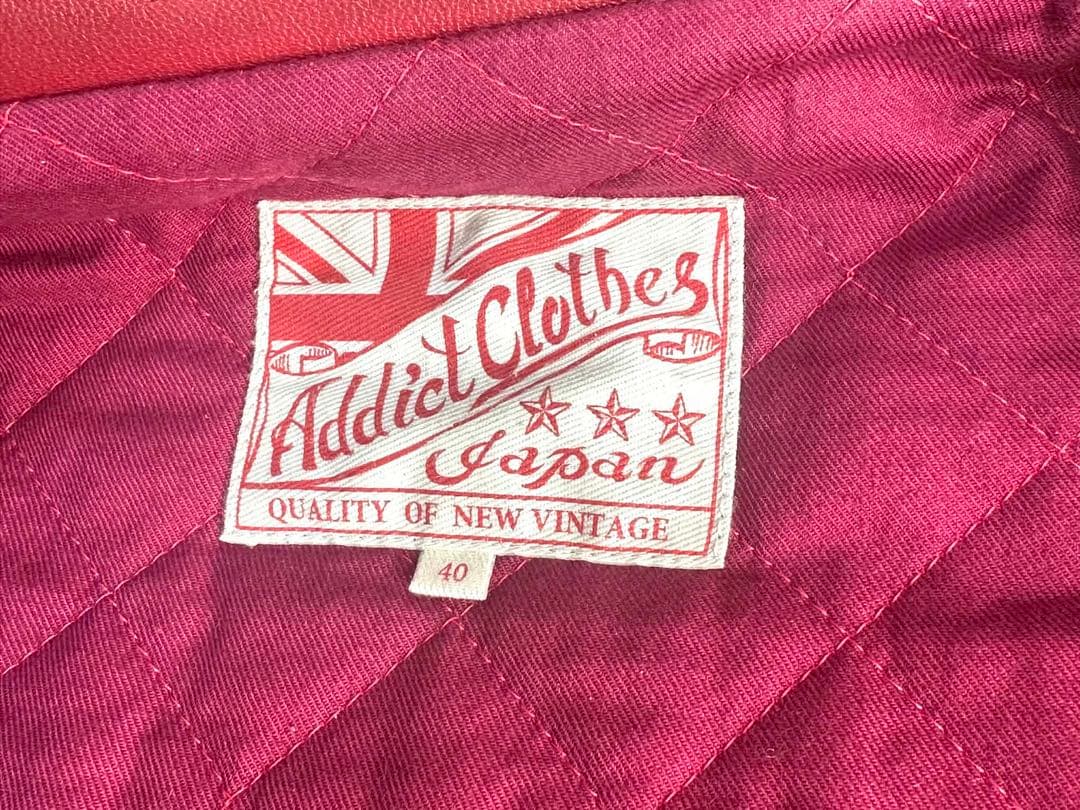 Addict Clothes
Japan
QUALITY OF NEW VINTAGE
40